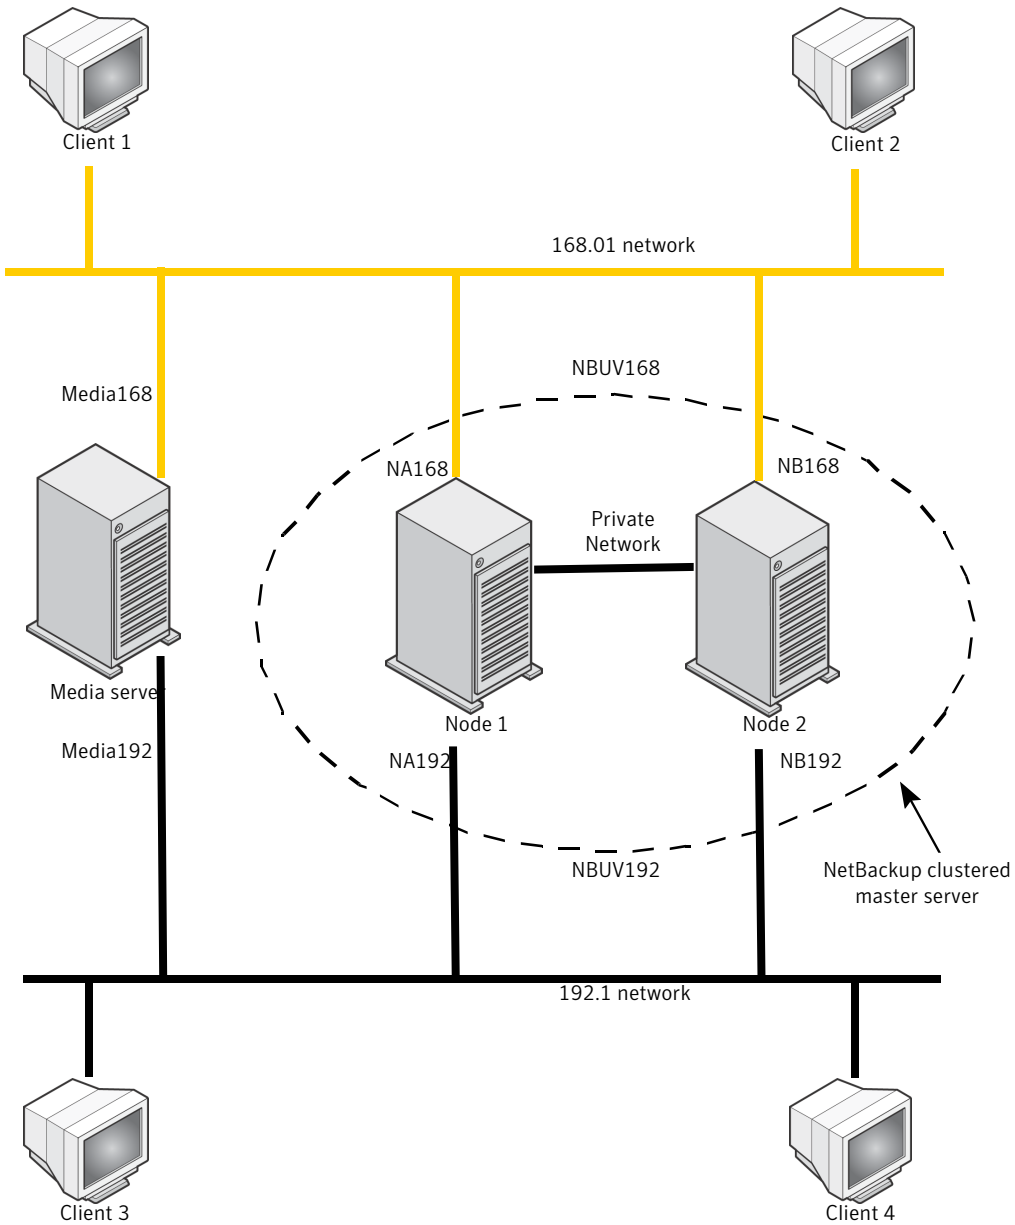 Client 1
Client 2
168.01 network
NBUV168
Media168
NA168
NB168
Private
Network
Media server
Node 1
Node 2
Media192
NA192
NB192
NBUV192
NetBackup clustered
master server
192.1 network
Client 3
Client 4